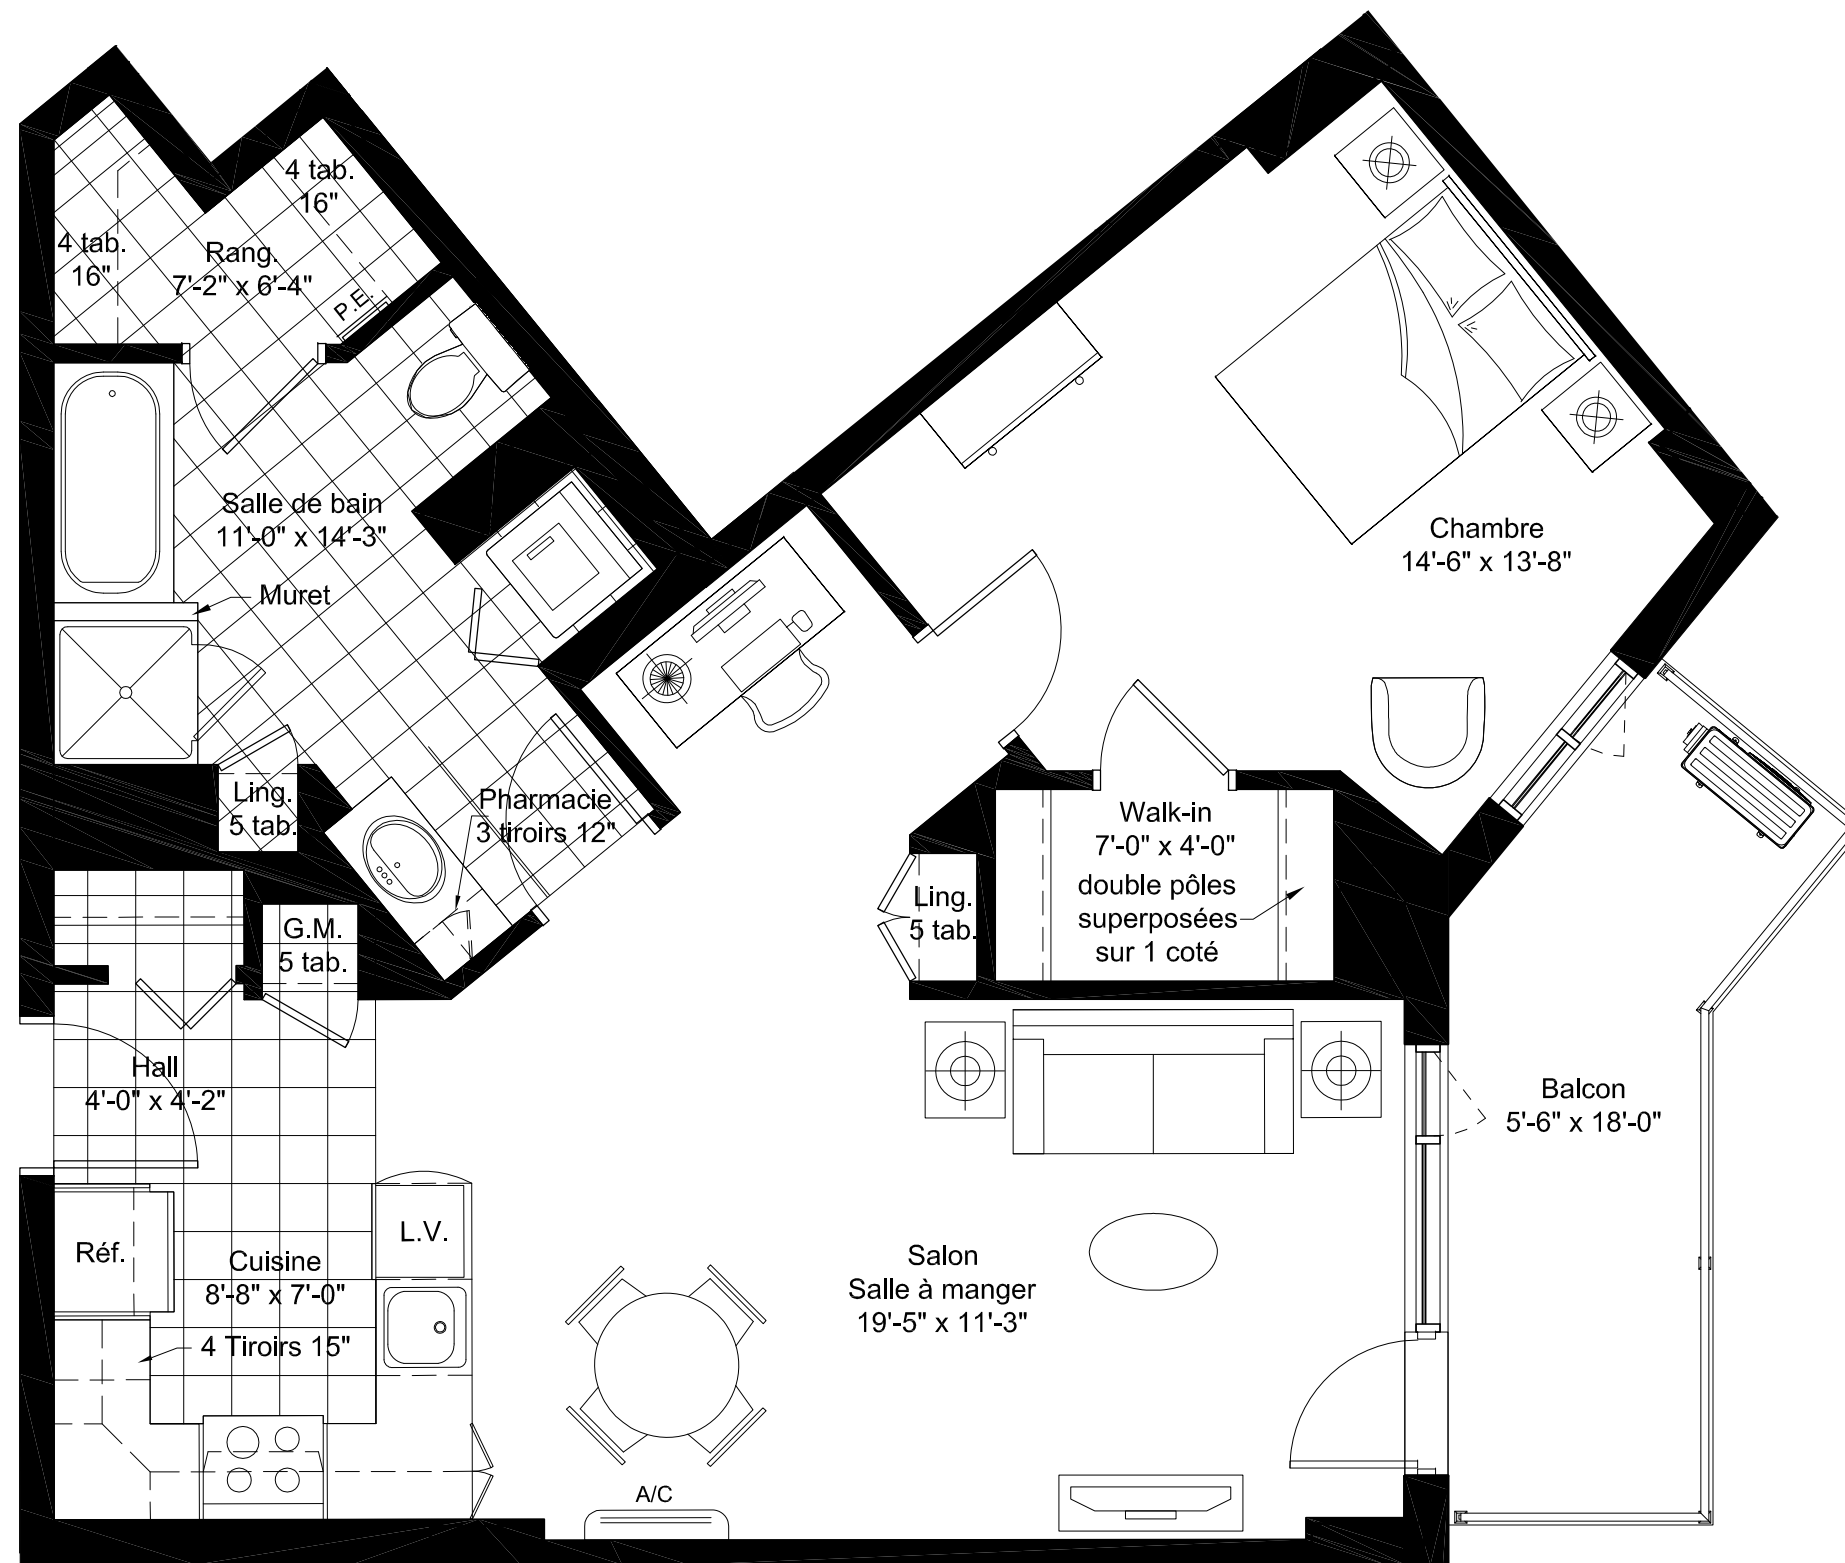 4 tab.
16"
4 tab.
16"
Rang.
7'-2" x 6'-4"
P.E.
Salle de bain
11'-0" x 14'-3"
Muret
Chambre
14'-6" x 13'-8"
Ling.
5 tab.
Pharmacie
3 tiroirs 12"
Walk-in
7'-0" x 4'-0"
double pôles
superposées
sur 1 coté
Ling.
5 tab.
G.M.
5 tab.
Hall
4'-0" x 4'-2"
Balcon
5'-6" x 18'-0"
Réf.
L.V.
Cuisine
8'-8" x 7'-0"
4 Tiroirs 15"
Salon
Salle à manger
19'-5" x 11'-3"
A/C